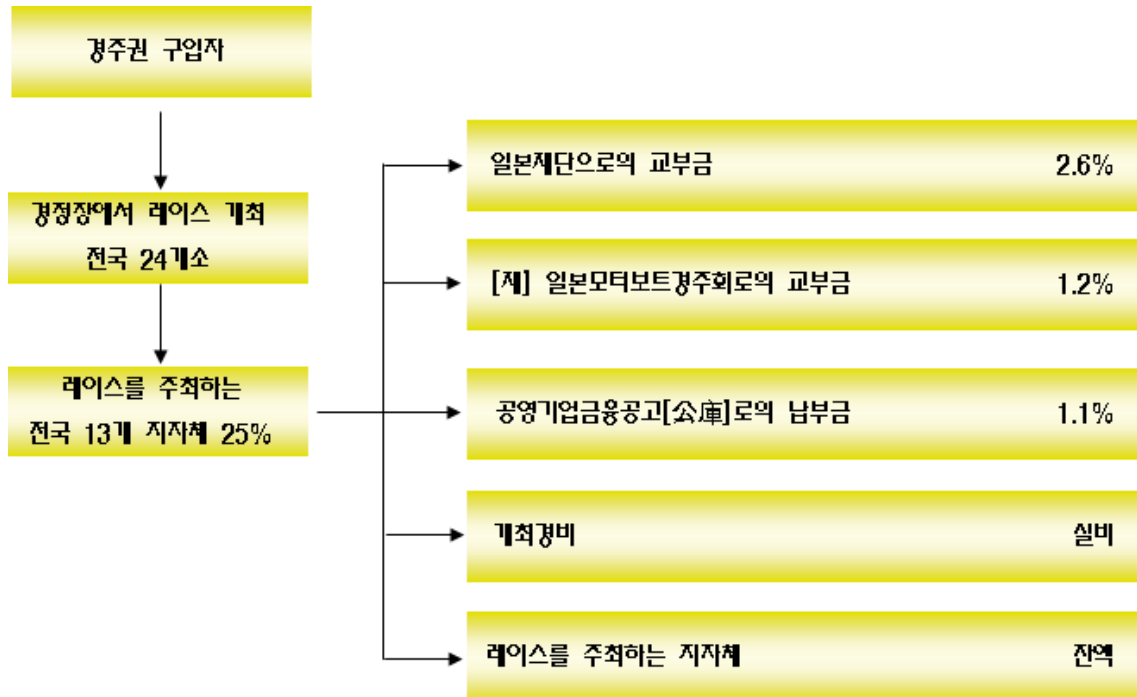 경주권 구입자
경정장에서 레이스 개최
전국 24개소
레이스를 주최하는
전국 13개 지자체 25%
일본재단으로의 교부금 2.6%
[재] 일본모터보트경주회로의 교부금 1.2%
공영기업금융공고[公庫]로의 납부금 1.1%
개최경비 실비
레이스를 주최하는 지자체 잔액